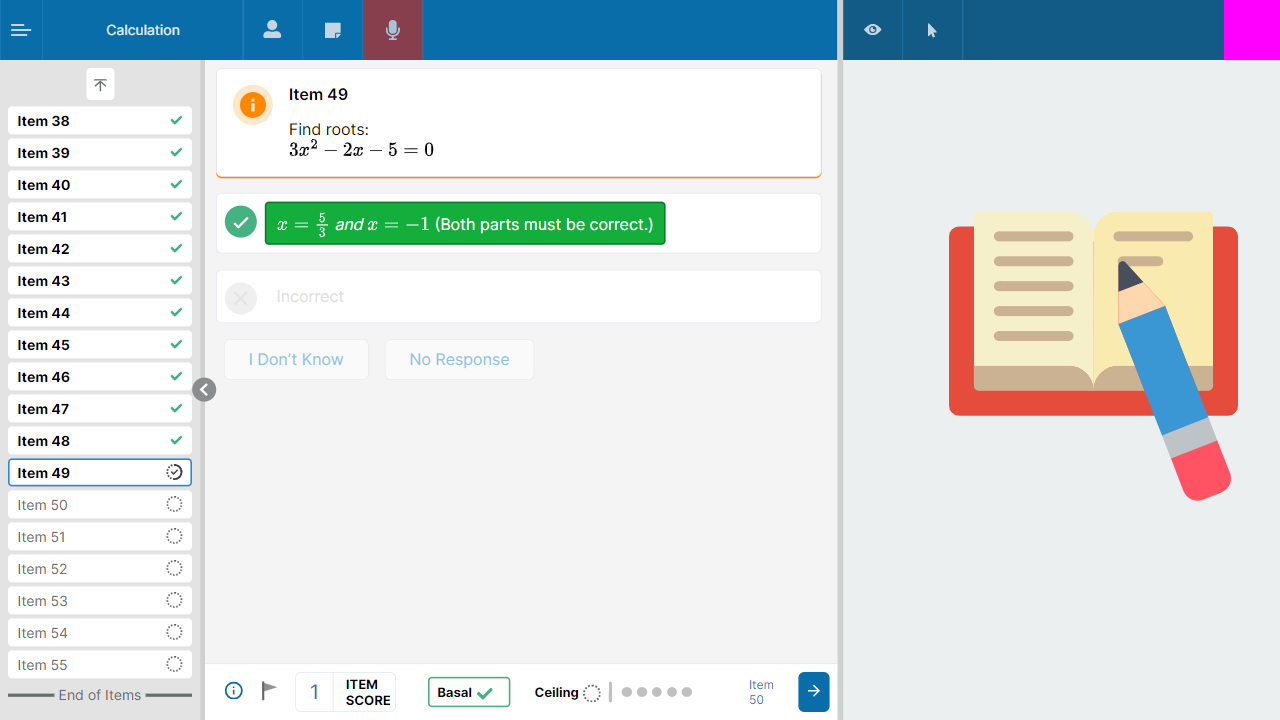 Calculation
Item 38
Item 39
Item 40
Item 41
Item 42
Item 43
Item 44
Item 45
Item 46
Item 47
Item 48
Item 49
Item 50
Item 51
Item 52
Item 53
Item 54
Item 55
End of Items
Item 49
Find roots:
3x² − 2x − 5 = 0
x = 5/3 and x = −1 (Both parts must be correct.)
Incorrect
I Don’t Know
No Response
1
ITEM
SCORE
Basal
Ceiling
Item
50